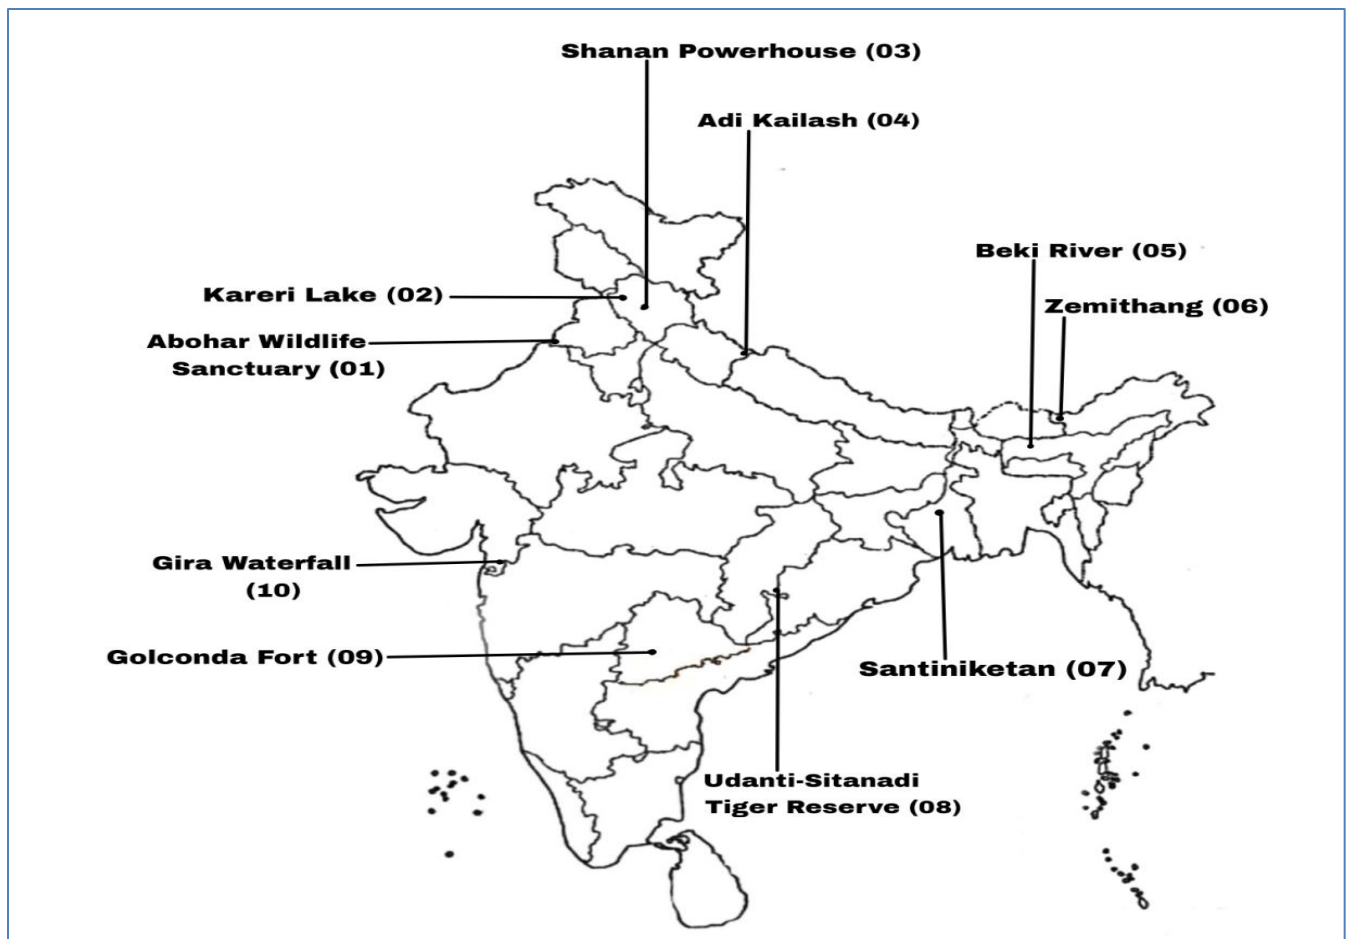 Shanan Powerhouse (03)
Adi Kailash (04)
Beki River (05)
Kareri Lake (02)
Zemithang (06)
Abohar Wildlife
Sanctuary (01)
Gira Waterfall
(10)
Golconda Fort (09)
Santiniketan (07)
Udanti-Sitanadi
Tiger Reserve (08)